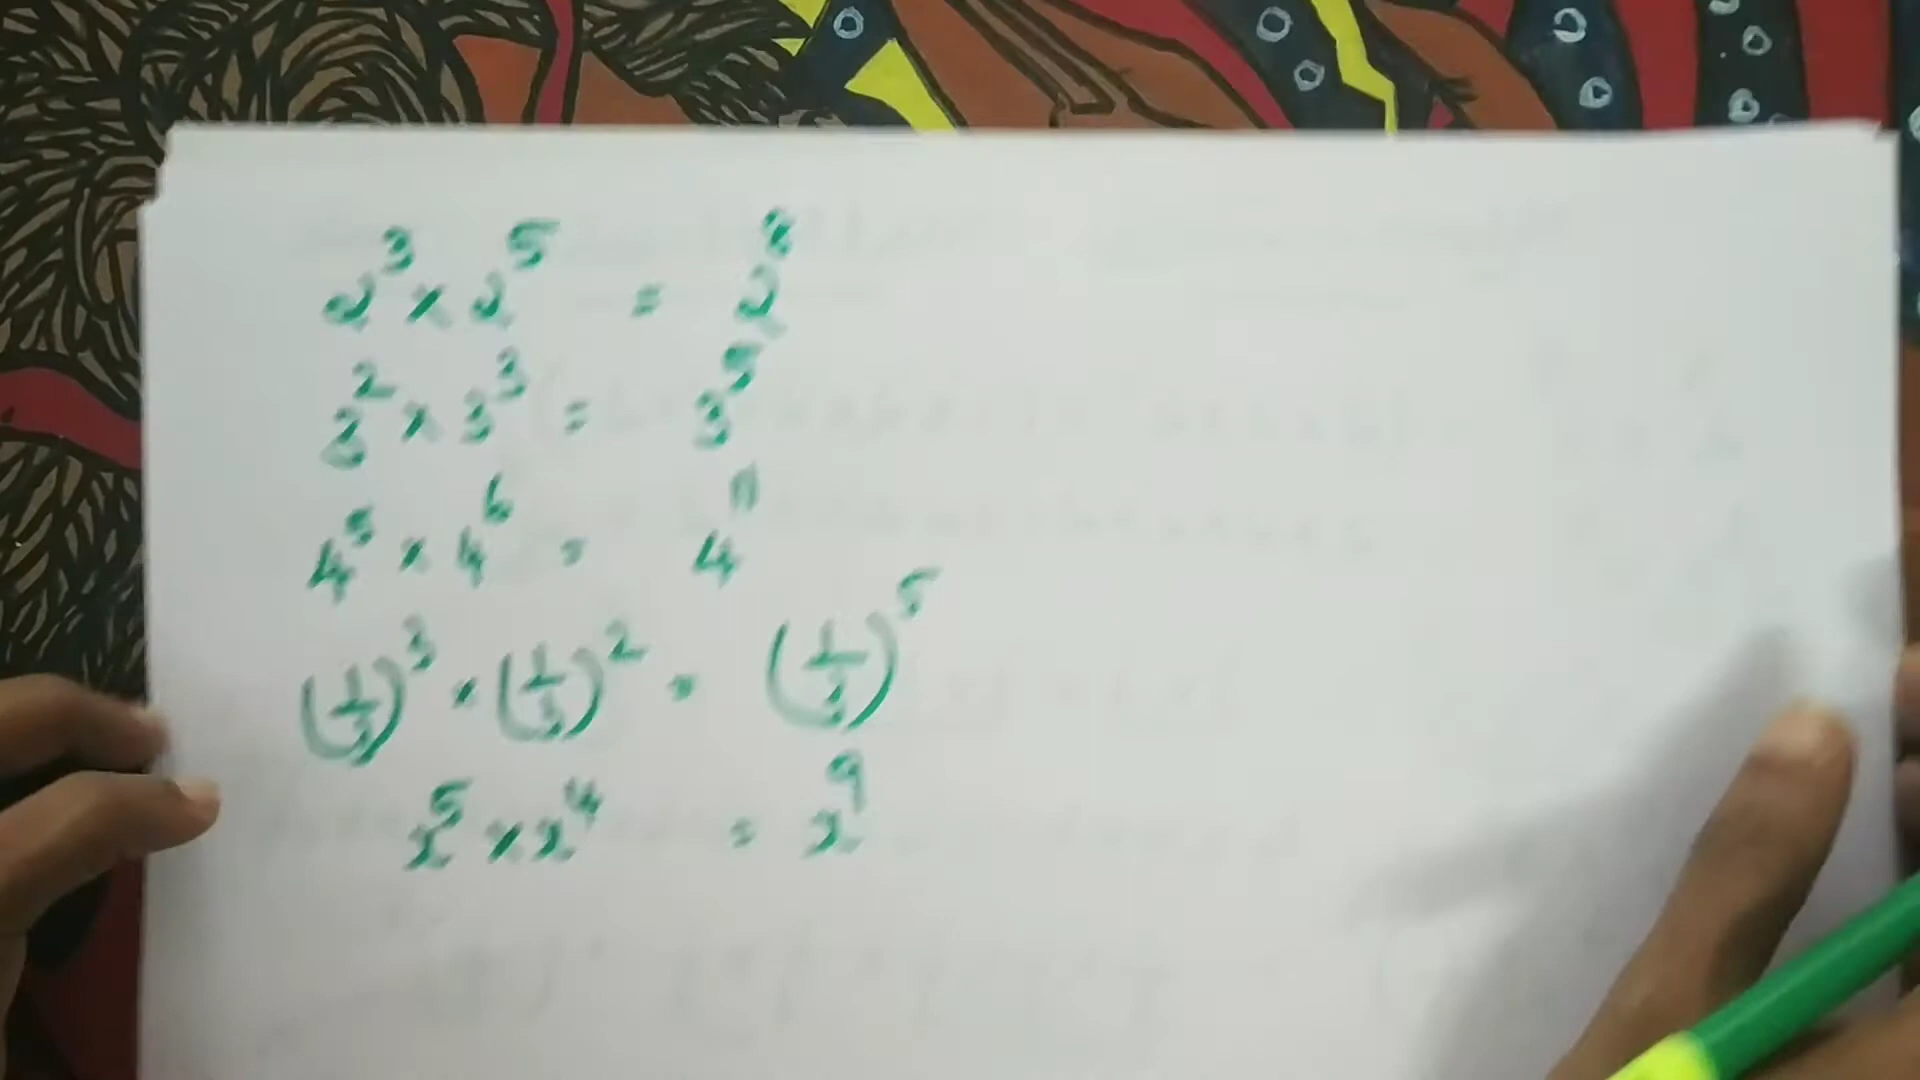 2³ × 2⁵ = 2⁸
3² × 3³ = 3⁵
4⁵ × 4⁶ = 4¹¹
(1/3)³ × (1/3)² = (1/3)⁵
x⁵ × x⁴ = x⁹